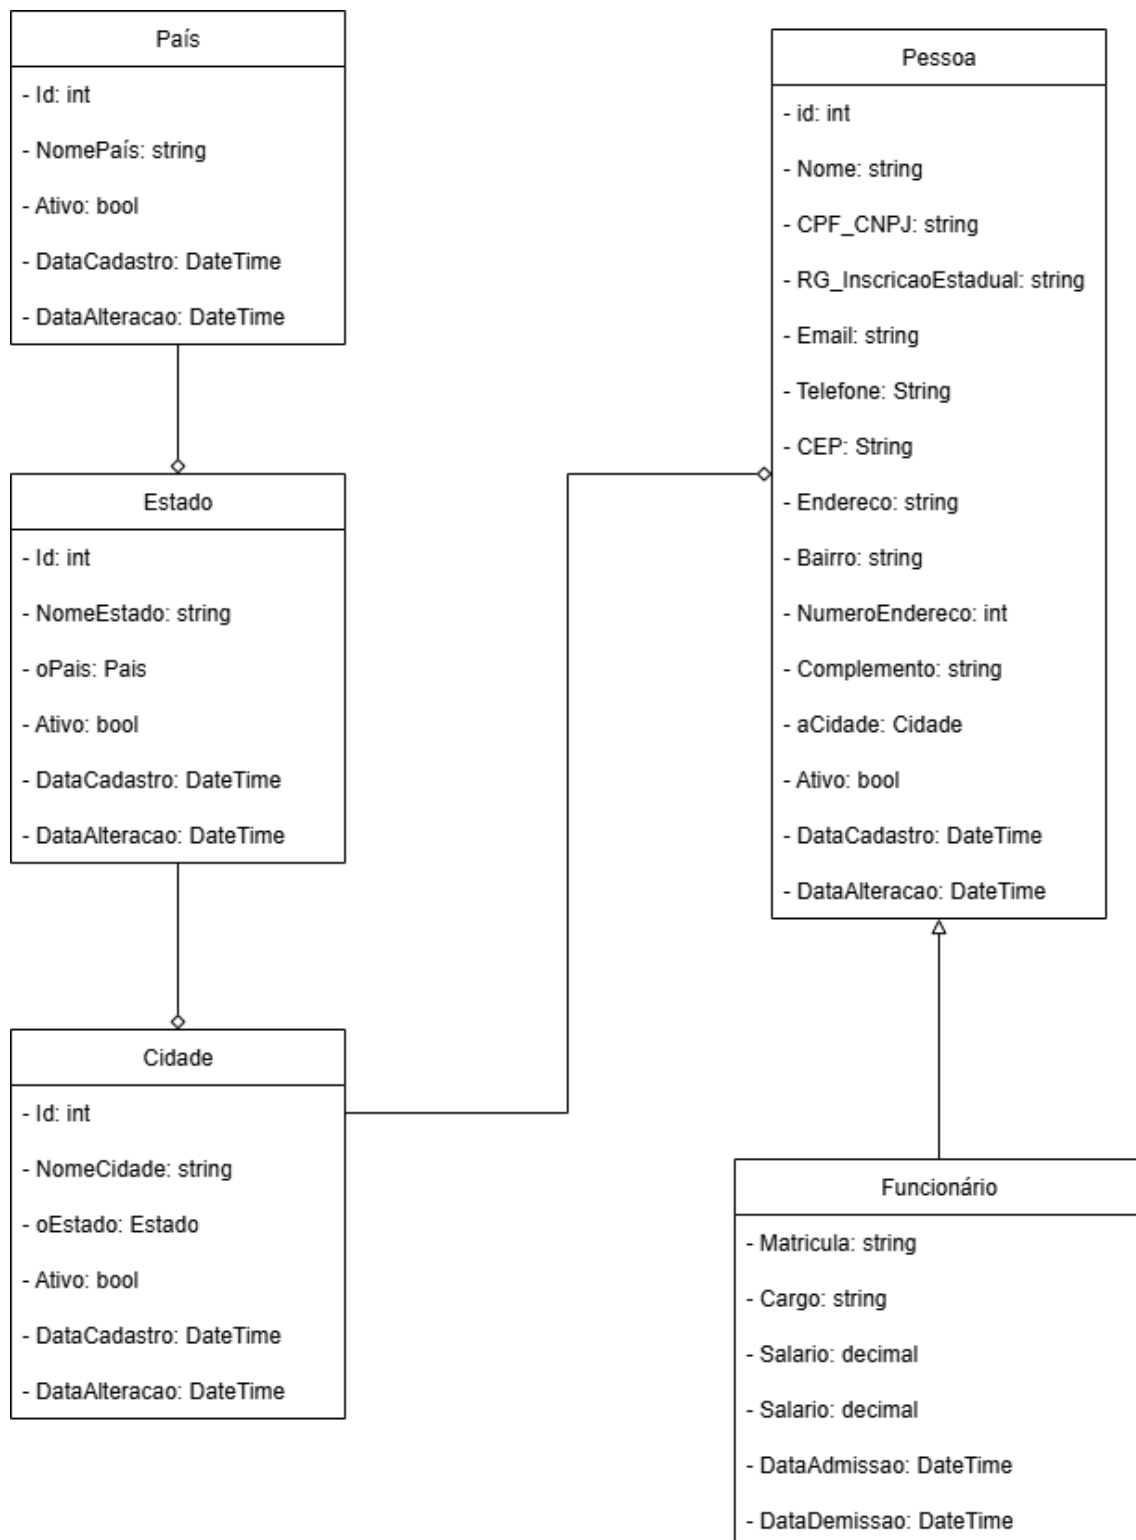 País
- Id: int
- NomePaís: string
- Ativo: bool
- DataCadastro: DateTime
- DataAlteracao: DateTime
Estado
- Id: int
- NomeEstado: string
- oPais: Pais
- Ativo: bool
- DataCadastro: DateTime
- DataAlteracao: DateTime
Cidade
- Id: int
- NomeCidade: string
- oEstado: Estado
- Ativo: bool
- DataCadastro: DateTime
- DataAlteracao: DateTime
Pessoa
- id: int
- Nome: string
- CPF_CNPJ: string
- RG_InscricaoEstadual: string
- Email: string
- Telefone: String
- CEP: String
- Endereco: string
- Bairro: string
- NumeroEndereco: int
- Complemento: string
- aCidade: Cidade
- Ativo: bool
- DataCadastro: DateTime
- DataAlteracao: DateTime
Funcionário
- Matricula: string
- Cargo: string
- Salario: decimal
- Salario: decimal
- DataAdmissao: DateTime
- DataDemissao: DateTime